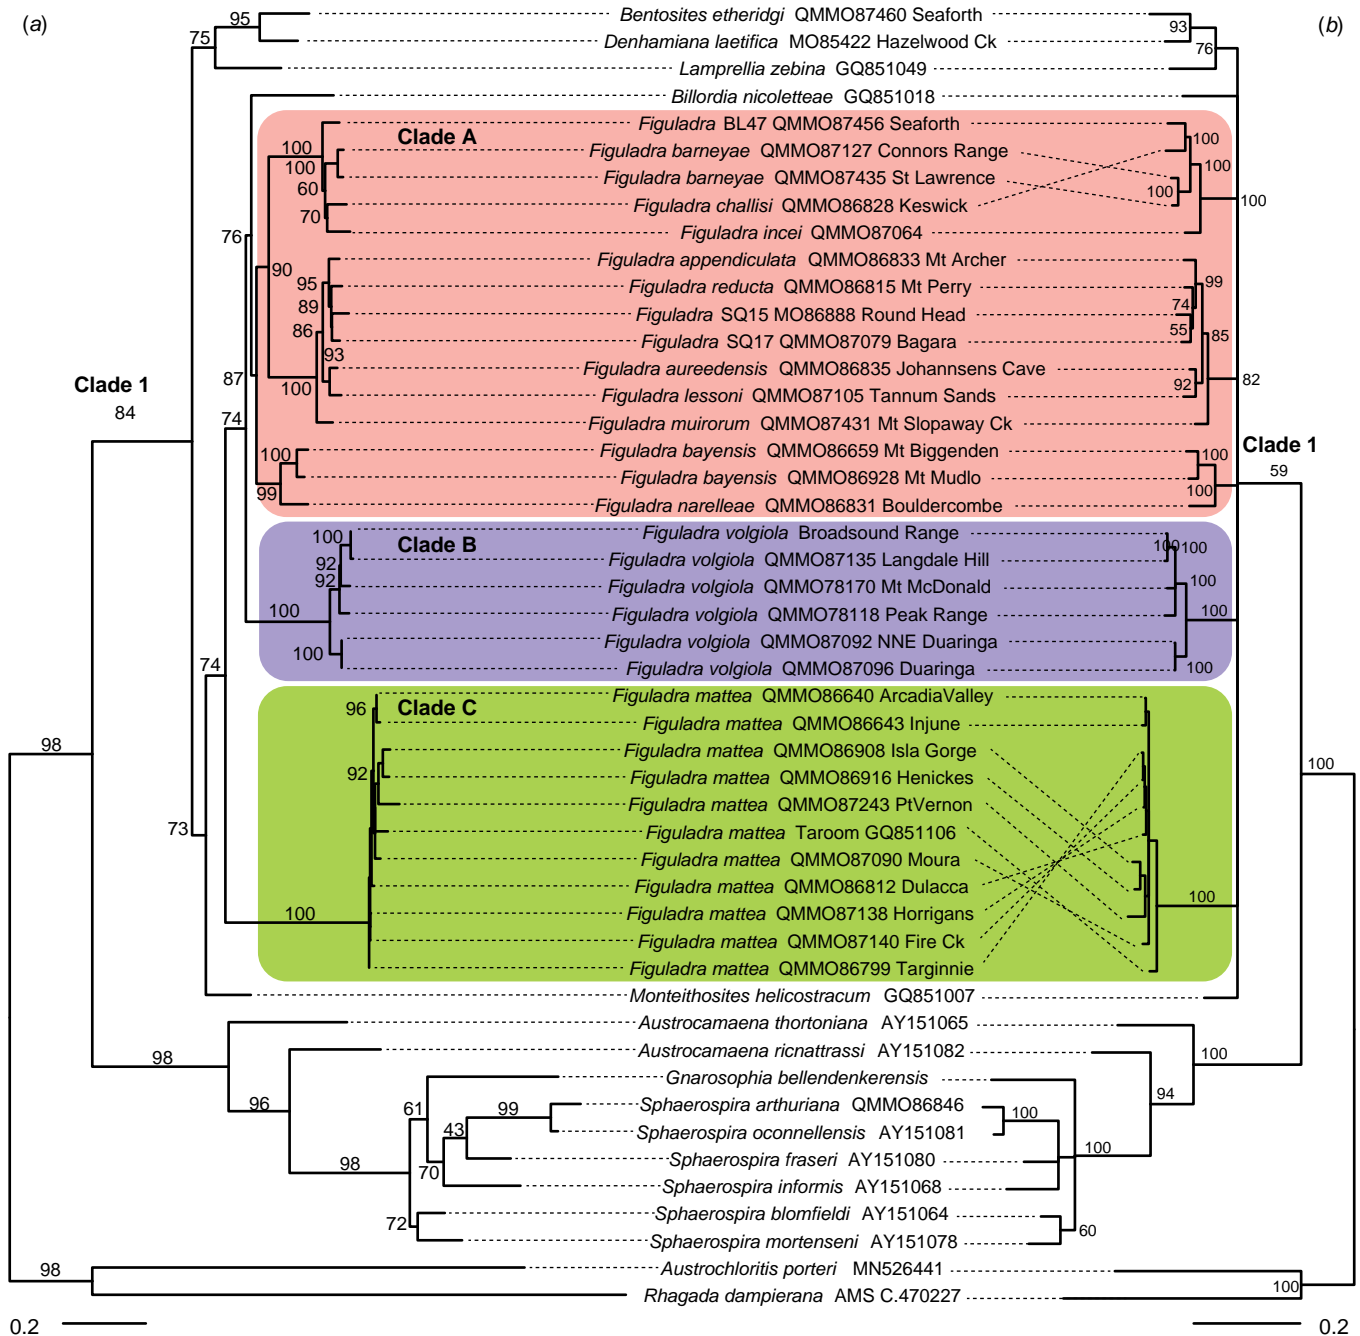 (a)
(b)
Bentosites etheridgi QMMO87460 Seaforth
Denhamiana laetifica MO85422 Hazelwood Ck
Lamprellia zebina GQ851049
Billordia nicoletteae GQ851018
Clade A
Figuladra BL47 QMMO87456 Seaforth
Figuladra barneyae QMMO87127 Connors Range
Figuladra barneyae QMMO87435 St Lawrence
Figuladra challisi QMMO86828 Keswick
Figuladra incei QMMO87064
Figuladra appendiculata QMMO86833 Mt Archer
Figuladra reducta QMMO86815 Mt Perry
Figuladra SQ15 MO86888 Round Head
Figuladra SQ17 QMMO87079 Bagara
Figuladra aureedensis QMMO86835 Johannsens Cave
Figuladra lessoni QMMO87105 Tannum Sands
Figuladra muirorum QMMO87431 Mt Slopaway Ck
Figuladra bayensis QMMO86659 Mt Biggenden
Figuladra bayensis QMMO86928 Mt Mudlo
Figuladra narelleae QMMO86831 Bouldercombe
Clade B
Figuladra volgiola Broadsound Range
Figuladra volgiola QMMO87135 Langdale Hill
Figuladra volgiola QMMO78170 Mt McDonald
Figuladra volgiola QMMO78118 Peak Range
Figuladra volgiola QMMO87092 NNE Duaringa
Figuladra volgiola QMMO87096 Duaringa
Clade C
Figuladra mattea QMMO86640 ArcadiaValley
Figuladra mattea QMMO86643 Injune
Figuladra mattea QMMO86908 Isla Gorge
Figuladra mattea QMMO86916 Henickes
Figuladra mattea QMMO87243 PtVernon
Figuladra mattea Taroom GQ851106
Figuladra mattea QMMO87090 Moura
Figuladra mattea QMMO86812 Dulacca
Figuladra mattea QMMO87138 Horrigans
Figuladra mattea QMMO87140 Fire Ck
Figuladra mattea QMMO86799 Targinnie
Monteithosites helicostracum GQ851007
Austrocamaena thortoniana AY151065
Austrocamaena ricnattrassi AY151082
Gnarosophia bellendenkerensis
Sphaerospira arthuriana QMMO86846
Sphaerospira oconnellensis AY151081
Sphaerospira fraseri AY151080
Sphaerospira informis AY151068
Sphaerospira blomfieldi AY151064
Sphaerospira mortenseni AY151078
Austrochloritis porteri MN526441
Rhagada dampierana AMS C.470227
95
75
100
100
60
70
76
90
95
89
86
93
100
87
Clade 1
84
74
100
99
100
92
92
100
100
74
96
92
100
98
73
98
96
61
99
43
98
70
72
98
0.2
93
76
100
100
100
100
99
74
55
85
92
82
100
100
Clade 1
59
100
100
100
100
100
100
100
100
94
100
100
60
100
0.2